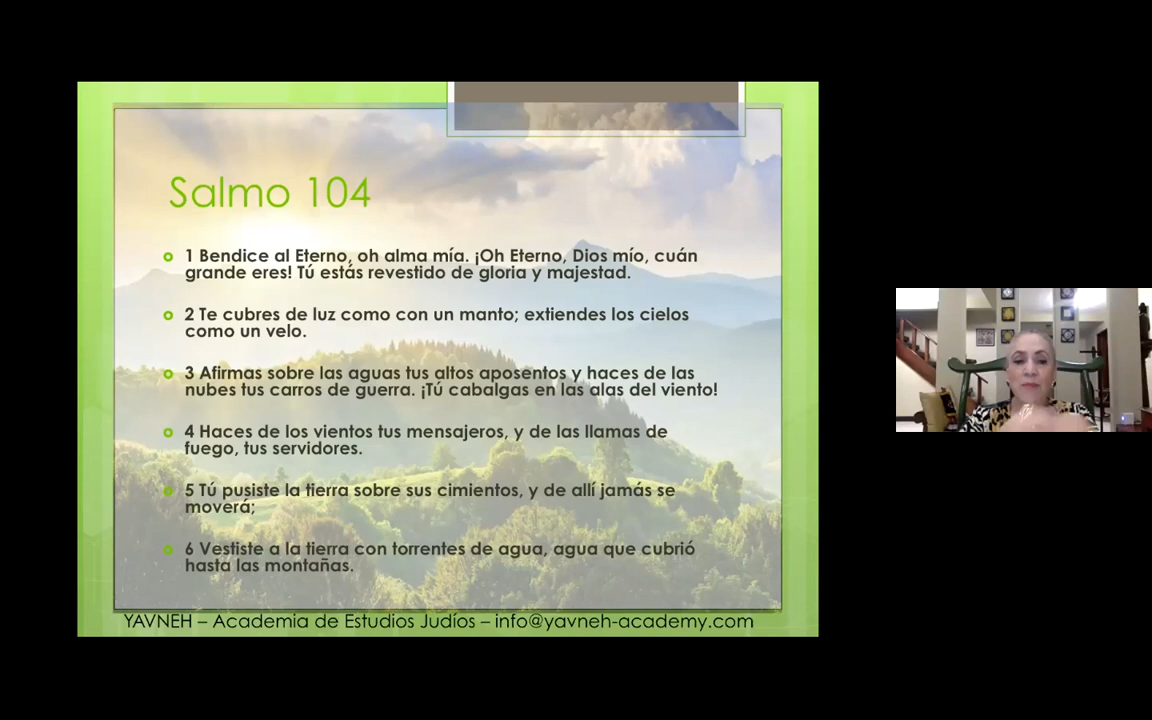 Salmo 104
1 Bendice al Eterno, oh alma mía. ¡Oh Eterno, Dios mío, cuán
grande eres! Tú estás revestido de gloria y majestad.
2 Te cubres de luz como con un manto; extiendes los cielos
como un velo.
3 Afirmas sobre las aguas tus altos aposentos y haces de las
nubes tus carros de guerra. ¡Tú cabalgas en las alas del viento!
4 Haces de los vientos tus mensajeros, y de las llamas de
fuego, tus servidores.
5 Tú pusiste la tierra sobre sus cimientos, y de allí jamás se
moverá;
6 Vestiste a la tierra con torrentes de agua, agua que cubrió
hasta las montañas.
YAVNEH – Academia de Estudios Judíos – info@yavneh-academy.com